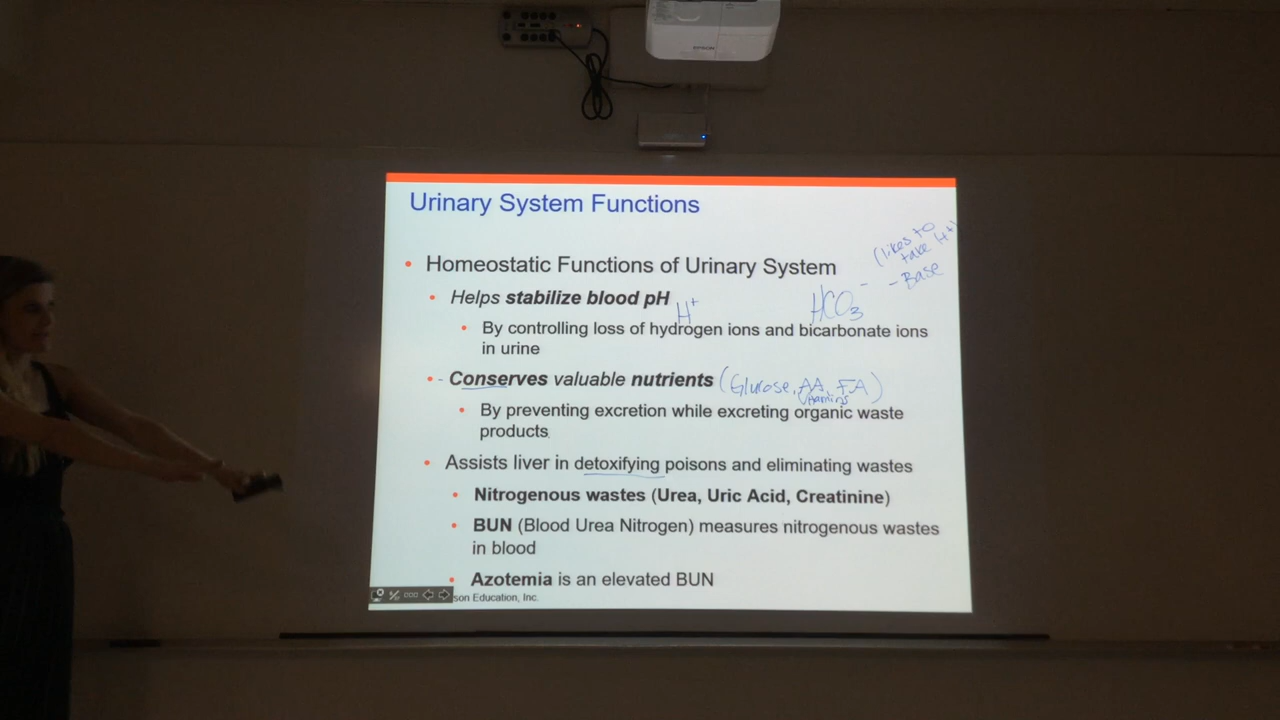 EPSON
Urinary System Functions
(likes to
take H+
- Base
• Homeostatic Functions of Urinary System
• Helps stabilize blood pH
H+
HCO3-
• By controlling loss of hydrogen ions and bicarbonate ions
in urine
• - Conserves valuable nutrients (Glucose, AA, FA)
• By preventing excretion while excreting organic waste
products
• Assists liver in detoxifying poisons and eliminating wastes
• Nitrogenous wastes (Urea, Uric Acid, Creatinine)
• BUN (Blood Urea Nitrogen) measures nitrogenous wastes
in blood
• Azotemia is an elevated BUN
son Education, Inc.